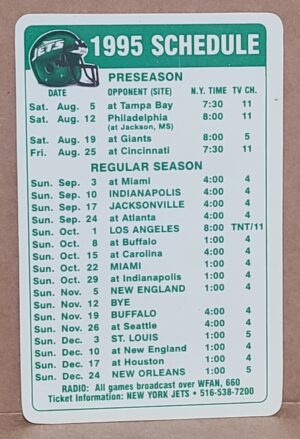 JETS
1995 SCHEDULE
PRESEASON
DATE OPPONENT (SITE) N.Y. TIME TV CH.
Sat. Aug. 5 at Tampa Bay 7:30 11
Sat. Aug. 12 Philadelphia 8:00 11
(at Jackson, MS)
Sat. Aug. 19 at Giants 8:00 5
Fri. Aug. 25 at Cincinnati 7:30 11
REGULAR SEASON
Sun. Sep. 3 at Miami 4:00 4
Sun. Sep. 10 INDIANAPOLIS 4:00 4
Sun. Sep. 17 JACKSONVILLE 4:00 4
Sun. Sep. 24 at Atlanta 4:00 4
Sun. Oct. 1 LOS ANGELES 8:00 TNT/11
Sun. Oct. 8 at Buffalo 1:00 4
Sun. Oct. 15 at Carolina 4:00 4
Sun. Oct. 22 MIAMI 1:00 4
Sun. Oct. 29 at Indianapolis 1:00 4
Sun. Nov. 5 NEW ENGLAND 1:00 4
Sun. Nov. 12 BYE
Sun. Nov. 19 BUFFALO 1:00 4
Sun. Nov. 26 at Seattle 4:00 4
Sun. Dec. 3 ST. LOUIS 1:00 5
Sun. Dec. 10 at New England 1:00 4
Sun. Dec. 17 at Houston 1:00 4
Sun. Dec. 24 NEW ORLEANS 1:00 5
RADIO: All games broadcast over WFAN, 660
Ticket Information: NEW YORK JETS • 516-538-7200